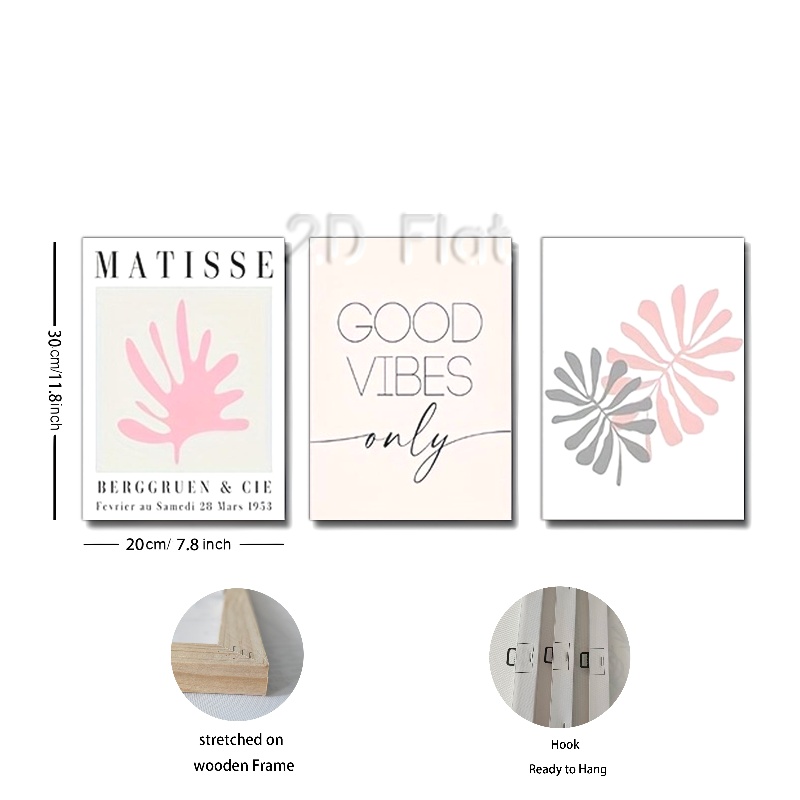 2D Flat
MATISSE
BERGGRUEN & CIE
Fevrier au Samedi 28 Mars 1953
GOOD
VIBES
only
30cm/11.8inch
20cm/ 7.8 inch
stretched on
wooden Frame
Hook
Ready to Hang